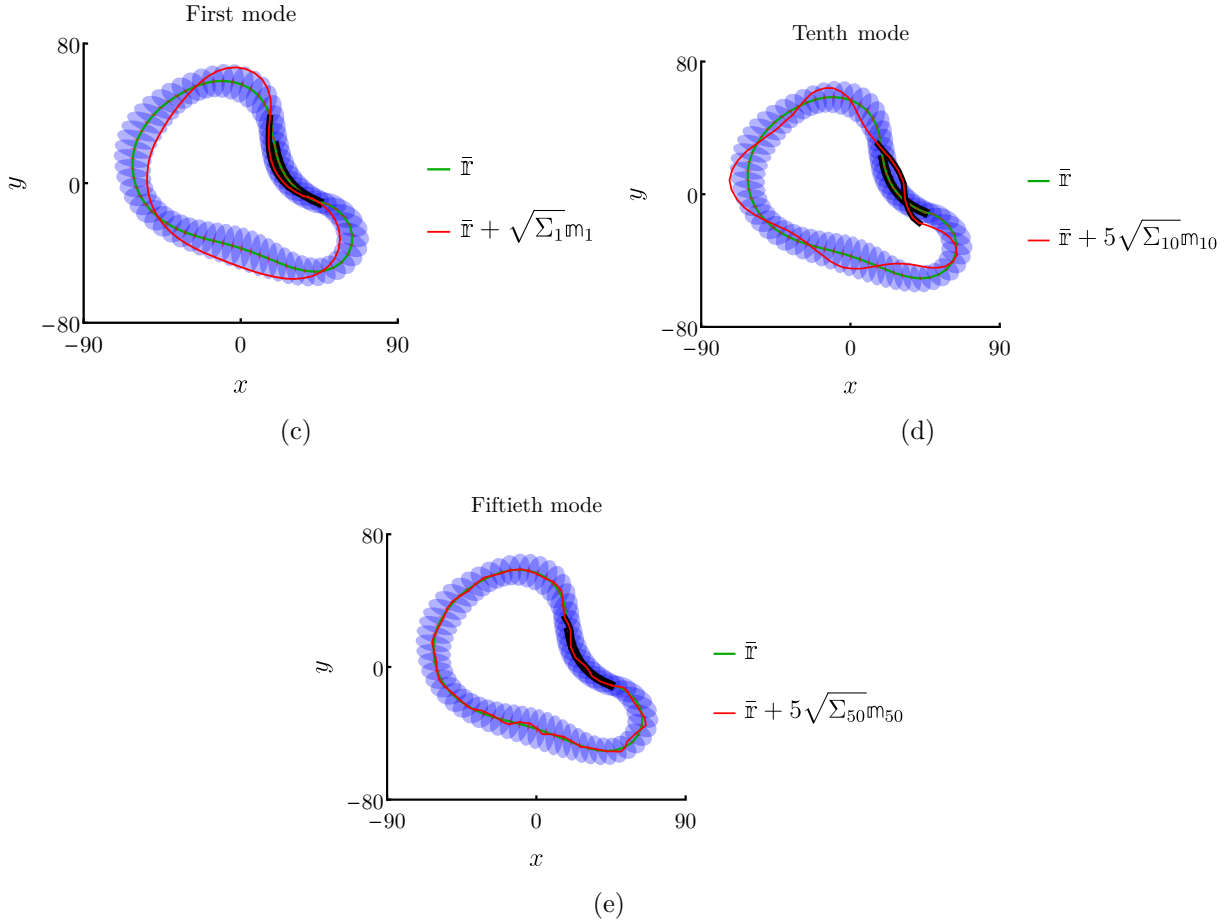 First mode
80
0
−80
y
−90
0
90
x
r̄
r̄ + √Σ₁m₁
(c)
Tenth mode
80
0
−80
y
−90
0
90
x
r̄
r̄ + 5√Σ₁₀m₁₀
(d)
Fiftieth mode
80
0
−80
y
−90
0
90
x
r̄
r̄ + 5√Σ₅₀m₅₀
(e)